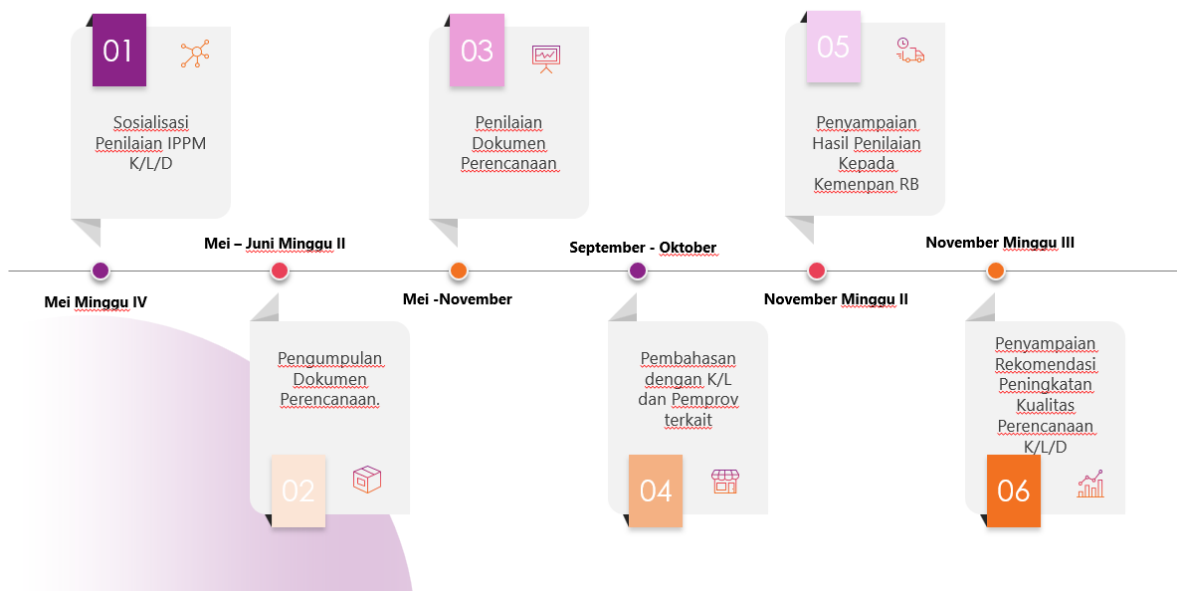 01
Sosialisasi
Penilaian IPPM
K/L/D
03
Penilaian
Dokumen
Perencanaan
05
Penyampaian
Hasil Penilaian
Kepada
Kemenpan RB
Mei – Juni Minggu II
September - Oktober
November Minggu III
Mei Minggu IV
Mei -November
November Minggu II
Pengumpulan
Dokumen
Perencanaan.
02
Pembahasan
dengan K/L
dan Pemprov
terkait
04
Penyampaian
Rekomendasi
Peningkatan
Kualitas
Perencanaan
K/L/D
06